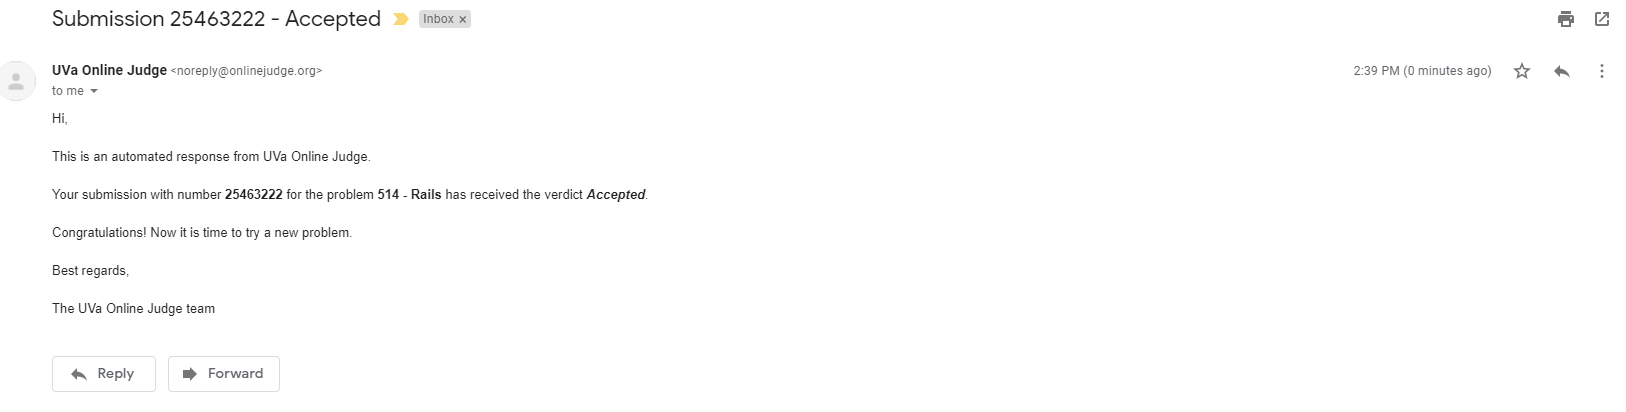 Submission 25463222 - Accepted Inbox ×
UVa Online Judge <noreply@onlinejudge.org> 2:39 PM (0 minutes ago)
to me
Hi,
This is an automated response from UVa Online Judge.
Your submission with number 25463222 for the problem 514 - Rails has received the verdict Accepted.
Congratulations! Now it is time to try a new problem.
Best regards,
The UVa Online Judge team
Reply Forward